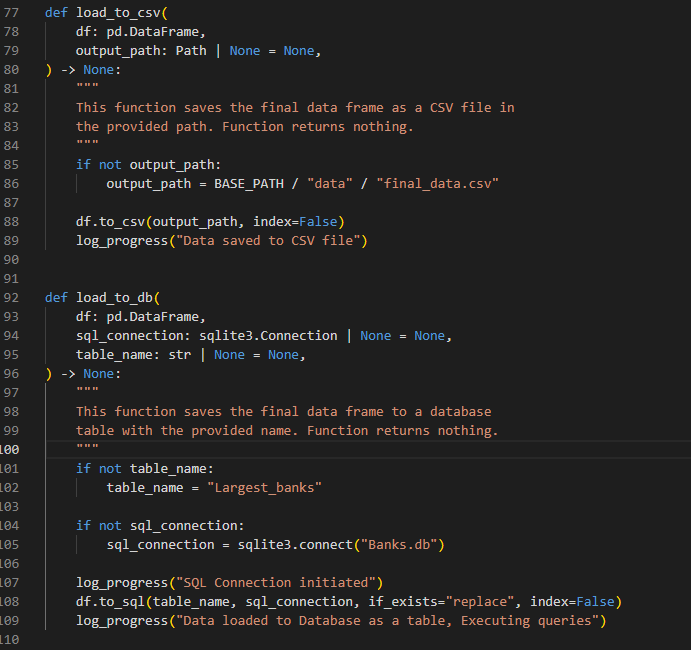 77 def load_to_csv(
78     df: pd.DataFrame,
79     output_path: Path | None = None,
80 ) -> None:
81     """
82     This function saves the final data frame as a CSV file in
83     the provided path. Function returns nothing.
84     """
85     if not output_path:
86         output_path = BASE_PATH / "data" / "final_data.csv"
87
88     df.to_csv(output_path, index=False)
89     log_progress("Data saved to CSV file")
90
91
92 def load_to_db(
93     df: pd.DataFrame,
94     sql_connection: sqlite3.Connection | None = None,
95     table_name: str | None = None,
96 ) -> None:
97     """
98     This function saves the final data frame to a database
99     table with the provided name. Function returns nothing.
100     """
101     if not table_name:
102         table_name = "Largest_banks"
103
104     if not sql_connection:
105         sql_connection = sqlite3.connect("Banks.db")
106
107     log_progress("SQL Connection initiated")
108     df.to_sql(table_name, sql_connection, if_exists="replace", index=False)
109     log_progress("Data loaded to Database as a table, Executing queries")
110